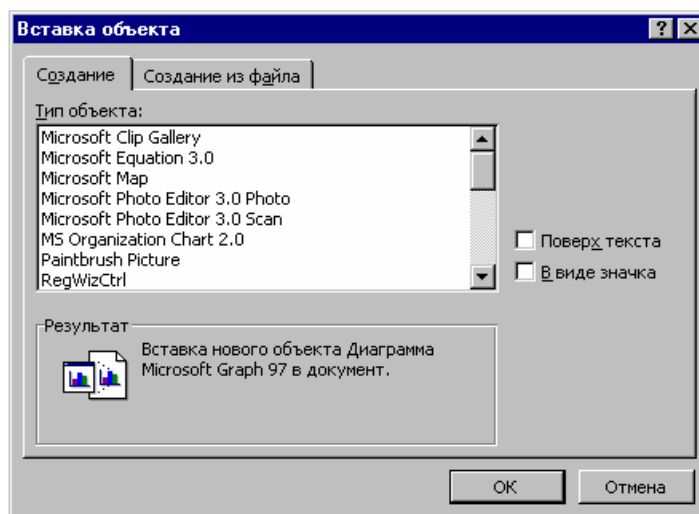 Вставка объекта
Создание
Создание из файла
Тип объекта:
Microsoft Clip Gallery
Microsoft Equation 3.0
Microsoft Map
Microsoft Photo Editor 3.0 Photo
Microsoft Photo Editor 3.0 Scan
MS Organization Chart 2.0
Paintbrush Picture
RegWizCtrl
Поверх текста
В виде значка
Результат
Вставка нового объекта Диаграмма
Microsoft Graph 97 в документ.
ОК
Отмена